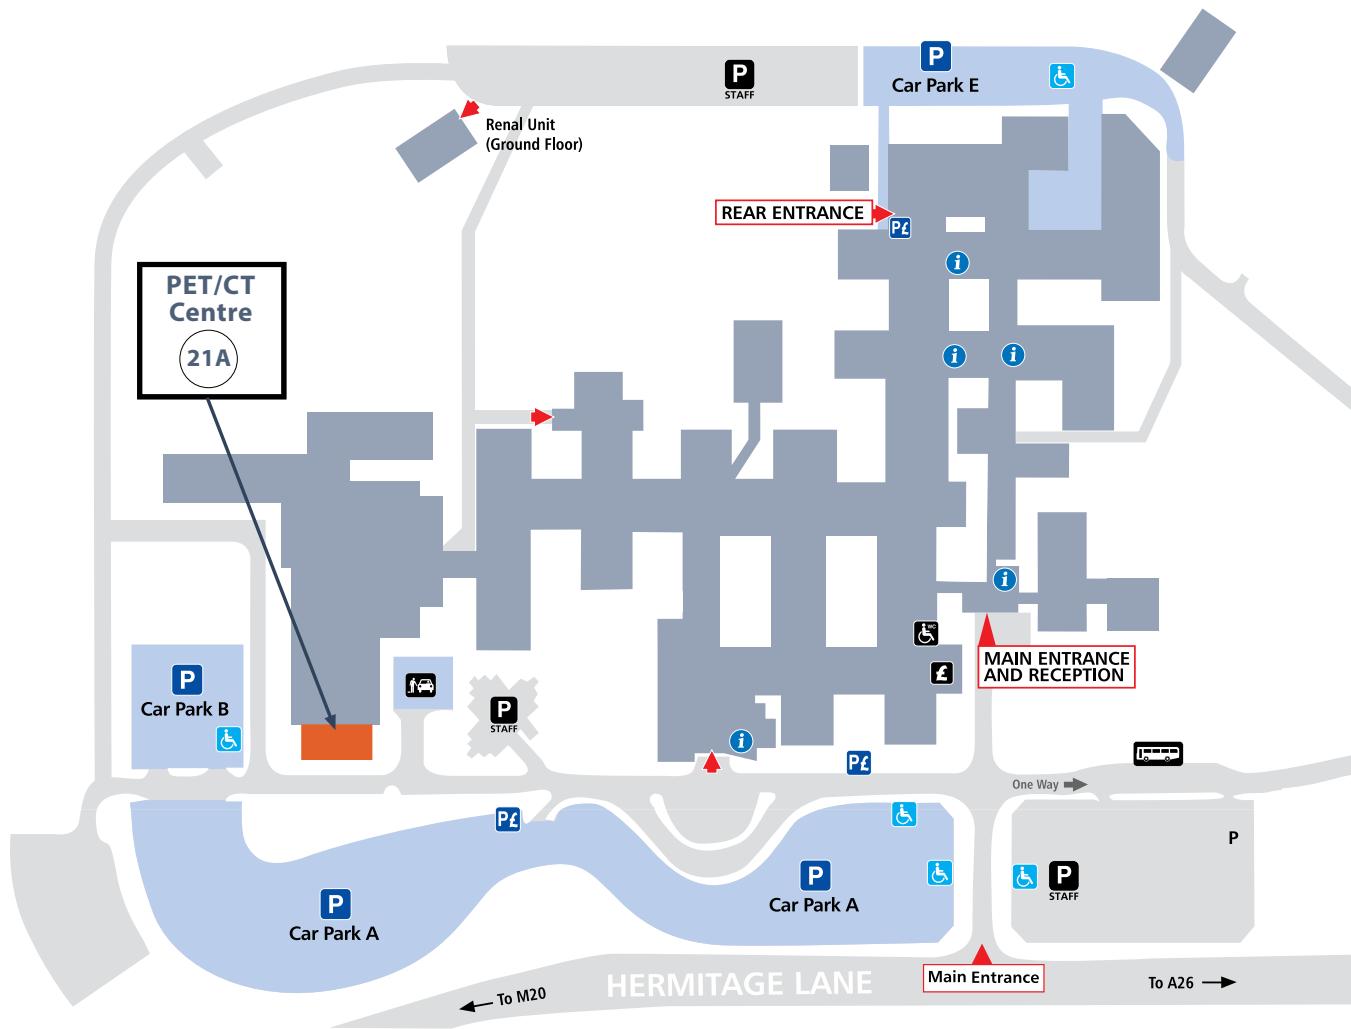 P
Car Park E
P
STAFF
Renal Unit
(Ground Floor)
REAR ENTRANCE
P£
i
PET/CT
Centre
21A
i
i
i
WC
£
MAIN ENTRANCE
AND RECEPTION
P
Car Park B
P
STAFF
i
P£
One Way
P£
P
P
Car Park A
P
Car Park A
P
STAFF
Main Entrance
HERMITAGE LANE
To M20
To A26